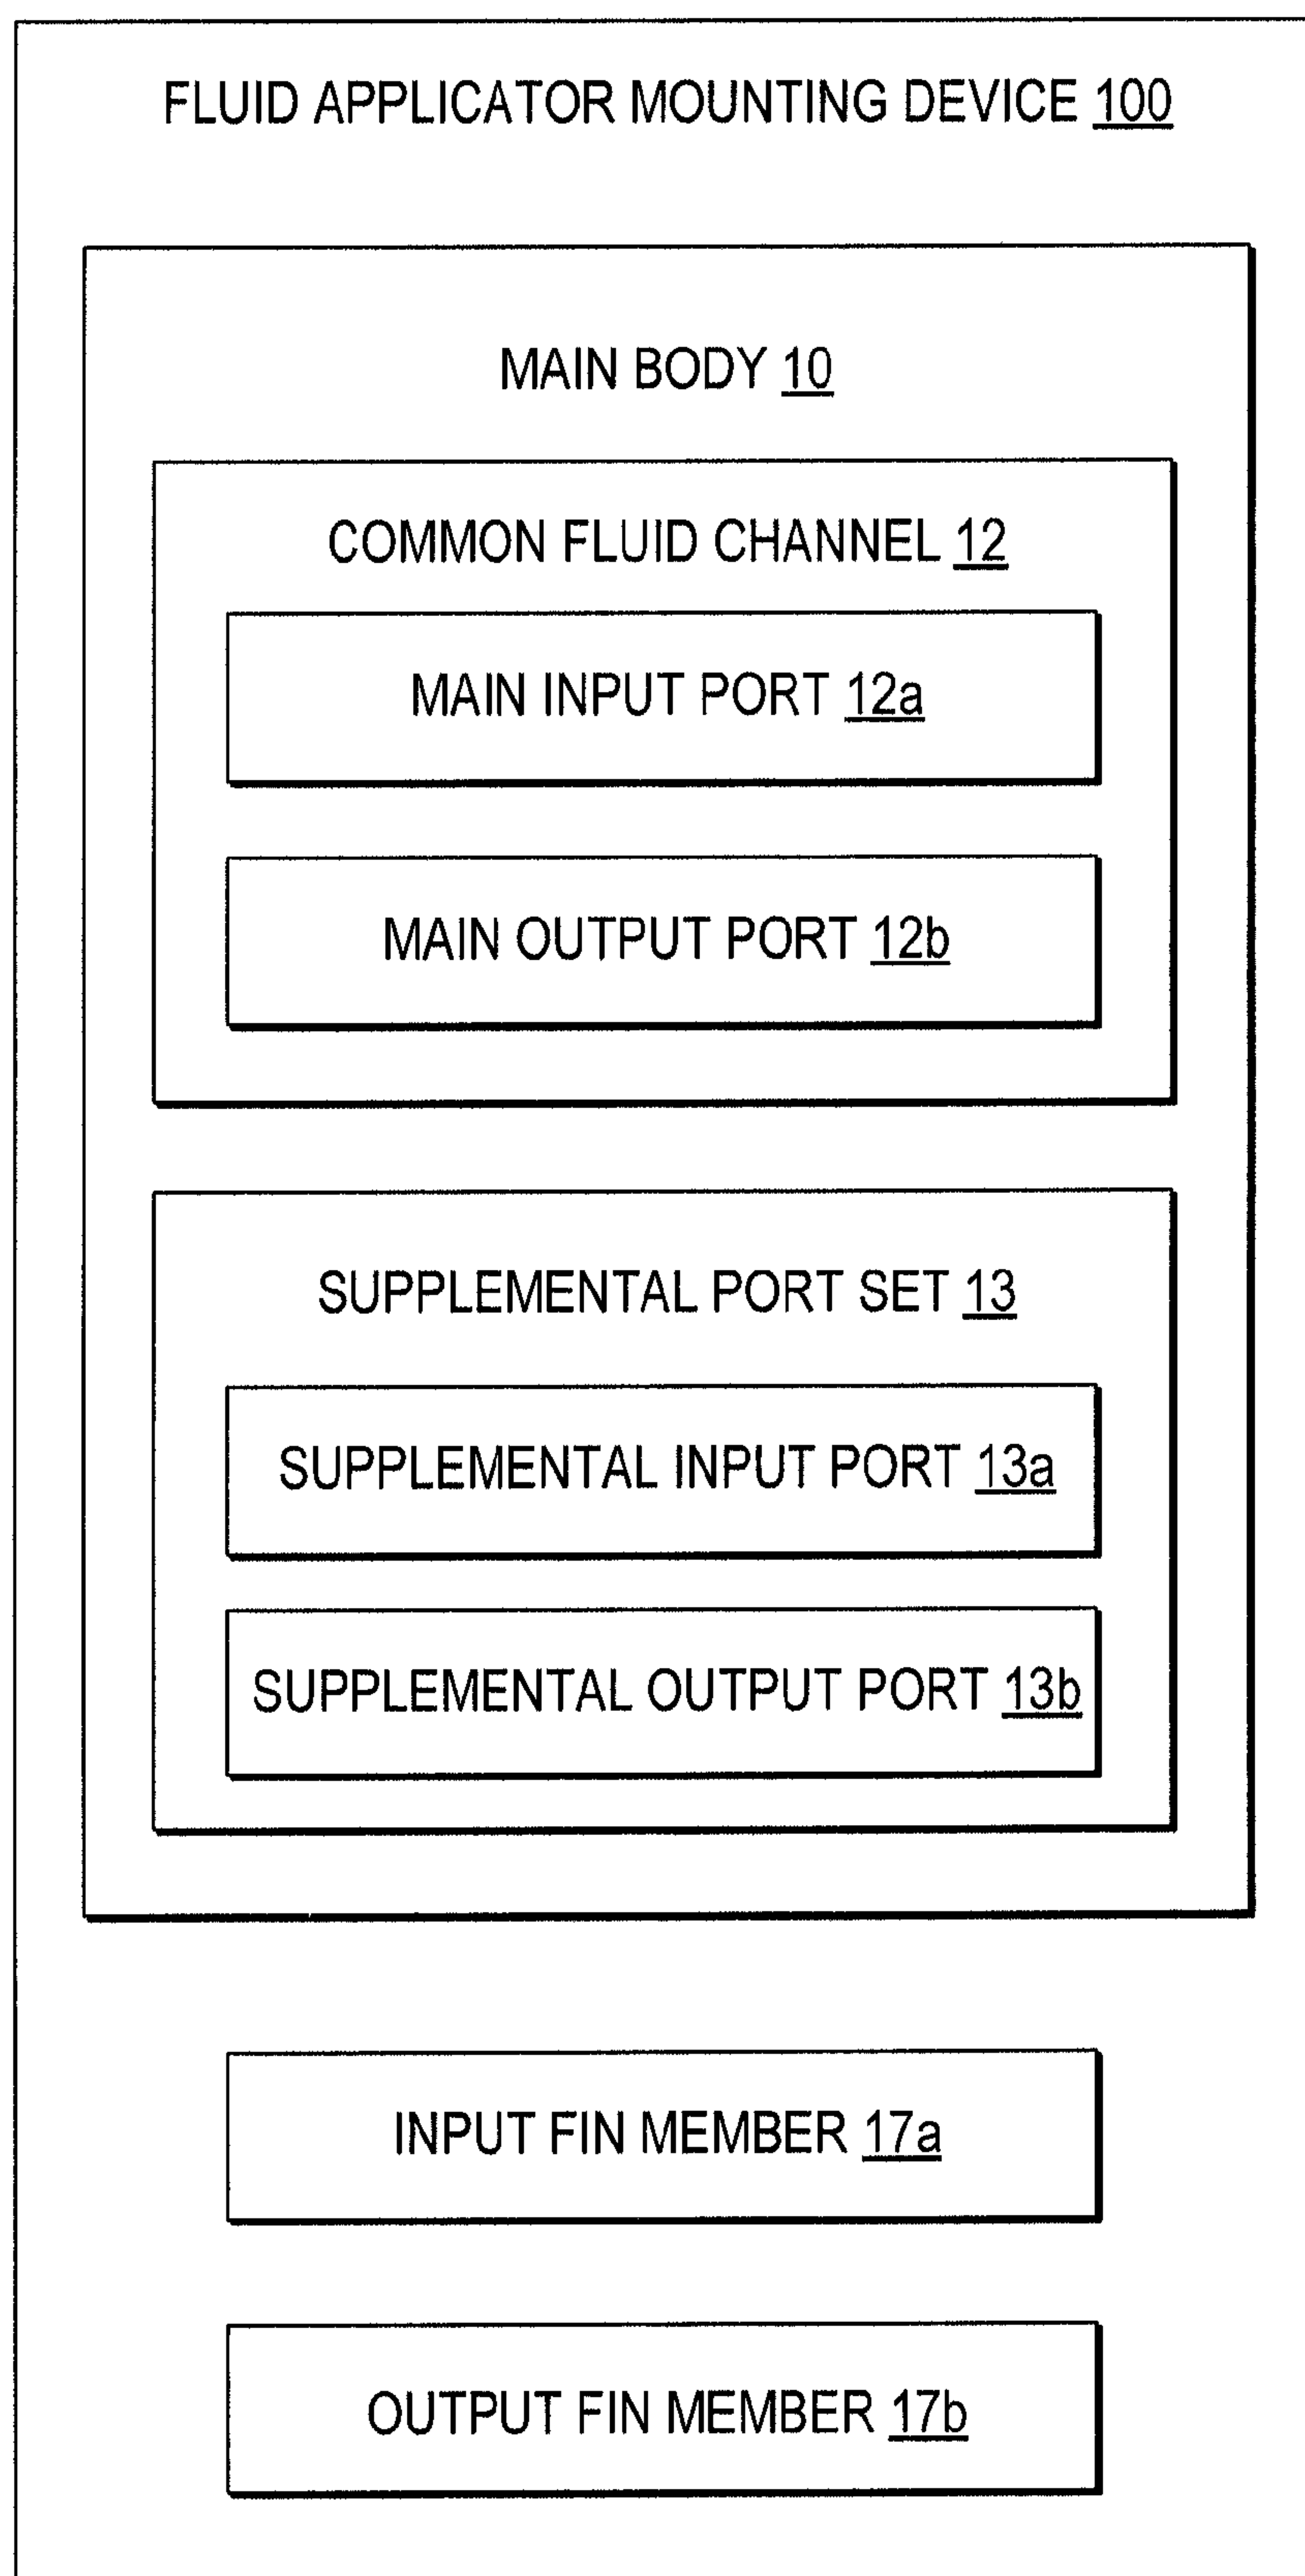 FLUID APPLICATOR MOUNTING DEVICE 100
MAIN BODY 10
COMMON FLUID CHANNEL 12
MAIN INPUT PORT 12a
MAIN OUTPUT PORT 12b
SUPPLEMENTAL PORT SET 13
SUPPLEMENTAL INPUT PORT 13a
SUPPLEMENTAL OUTPUT PORT 13b
INPUT FIN MEMBER 17a
OUTPUT FIN MEMBER 17b